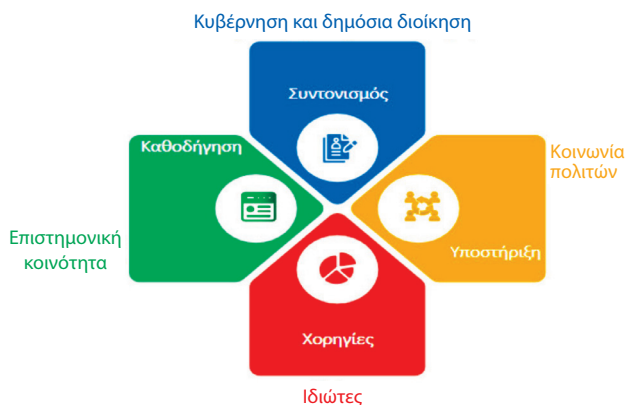 Κυβέρνηση και δημόσια διοίκηση
Συντονισμός
Καθοδήγηση
Κοινωνία
πολιτών
Επιστημονική
κοινότητα
Υποστήριξη
Χορηγίες
Ιδιώτες